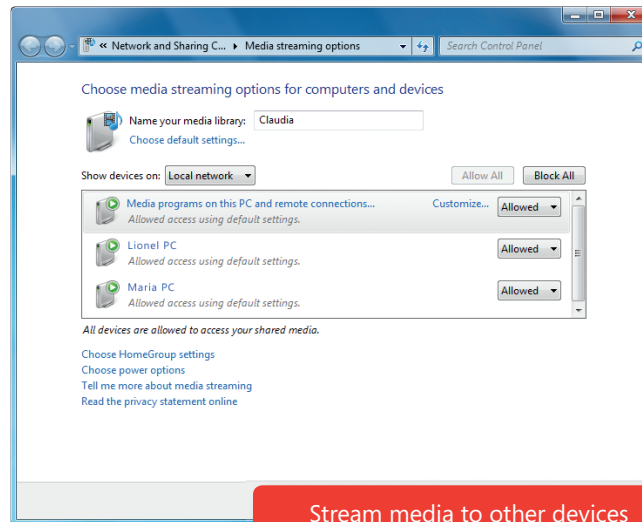 « Network and Sharing C... ▸ Media streaming options
Search Control Panel
Choose media streaming options for computers and devices
Name your media library: Claudia
Choose default settings...
Show devices on: Local network
Allow All
Block All
Media programs on this PC and remote connections...
Customize...
Allowed
Allowed access using default settings.
Lionel PC
Allowed
Allowed access using default settings.
Maria PC
Allowed
Allowed access using default settings.
All devices are allowed to access your shared media.
Choose HomeGroup settings
Choose power options
Tell me more about media streaming
Read the privacy statement online
Stream media to other devices